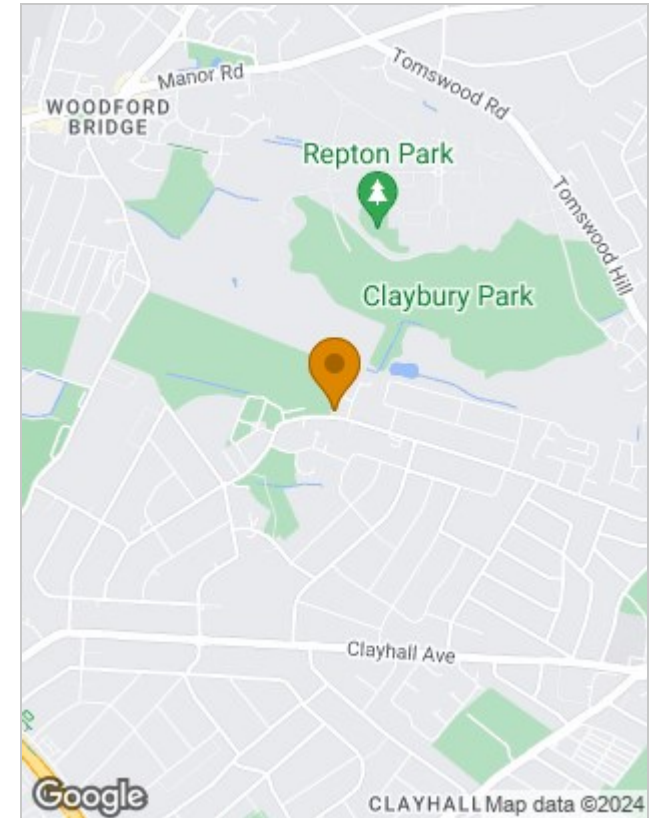 Manor Rd
Tomswood Rd
WOODFORD
BRIDGE
Repton Park
Tomswood Hill
Claybury Park
Clayhall Ave
Google
CLAYHALL
Map data ©2024